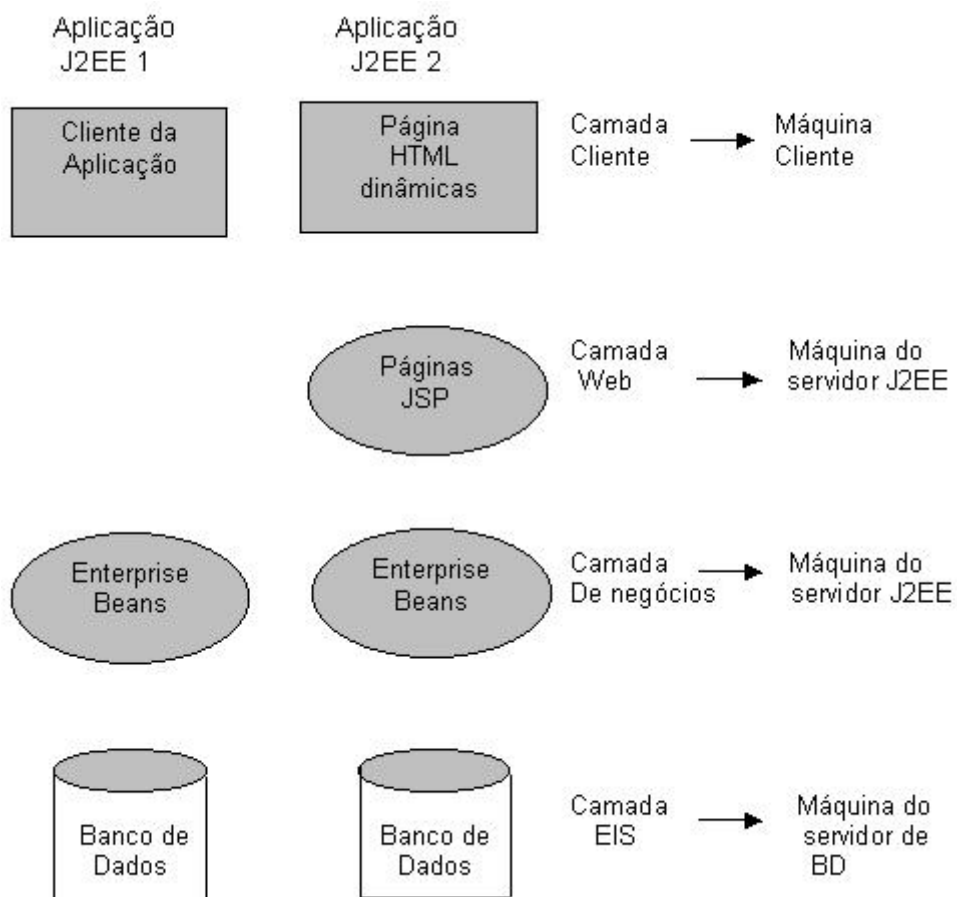 Aplicação
J2EE 1
Aplicação
J2EE 2
Cliente da
Aplicação
Página
HTML
dinâmicas
Camada
Cliente
Máquina
Cliente
Páginas
JSP
Camada
Web
Máquina do
servidor J2EE
Enterprise
Beans
Enterprise
Beans
Camada
De negócios
Máquina do
servidor J2EE
Banco de
Dados
Banco de
Dados
Camada
EIS
Máquina do
servidor de
BD